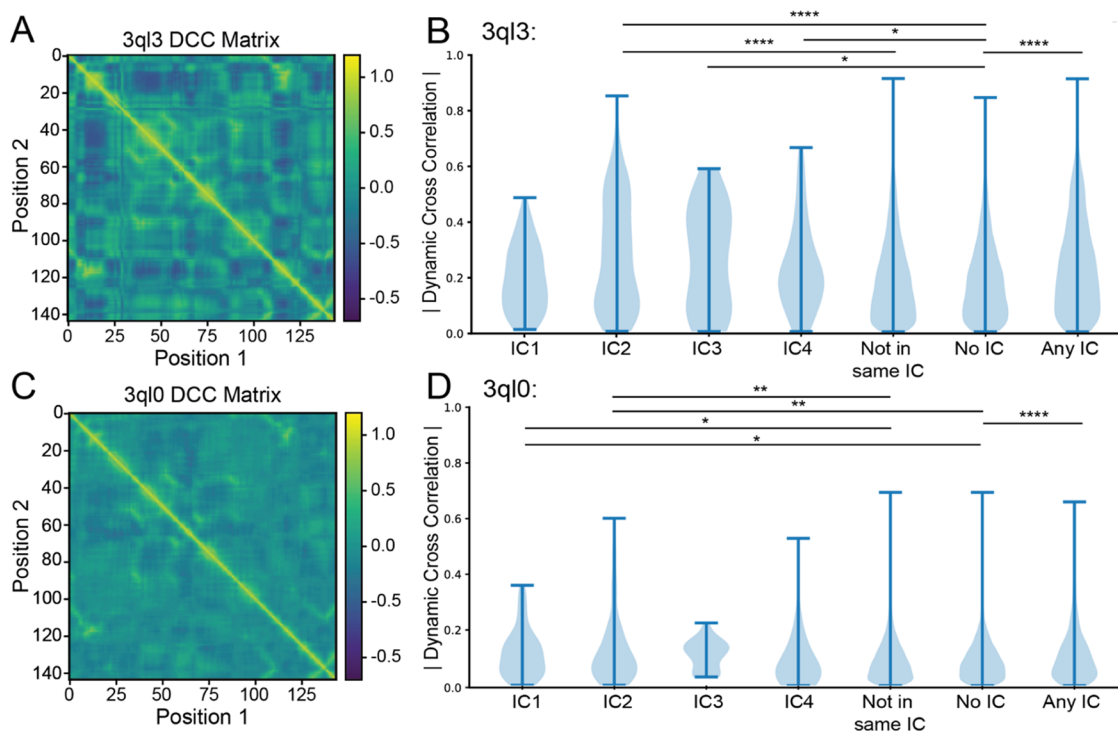 A
3ql3 DCC Matrix
0
20
40
60
80
100
120
140
0 25 50 75 100 125
Position 2
Position 1
1.0
0.5
0.0
-0.5
B 3ql3:
****
* 
**** ****
*
1.0
0.8
0.6
0.4
0.2
0.0
| Dynamic Cross Correlation |
IC1 IC2 IC3 IC4 Not in same IC No IC Any IC
C
3ql0 DCC Matrix
0
20
40
60
80
100
120
140
0 25 50 75 100 125
Position 2
Position 1
1.0
0.5
0.0
-0.5
D 3ql0:
**
**
* ****
*
1.0
0.8
0.6
0.4
0.2
0.0
| Dynamic Cross Correlation |
IC1 IC2 IC3 IC4 Not in same IC No IC Any IC